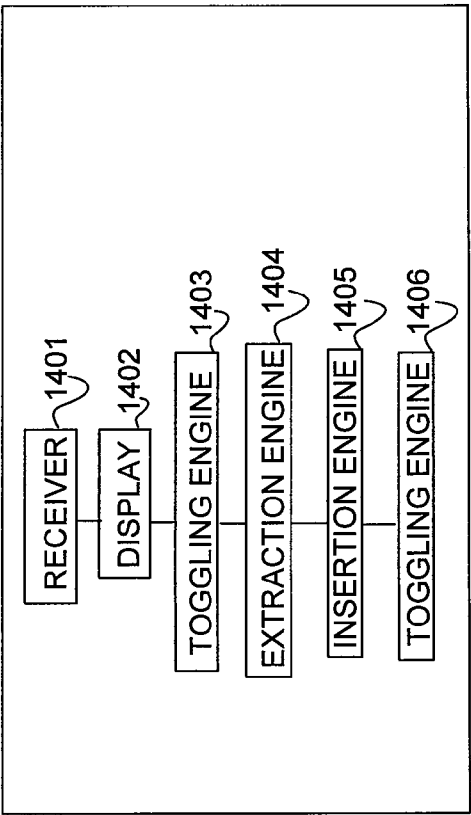 RECEIVER 1401
DISPLAY 1402
TOGGLING ENGINE 1403
EXTRACTION ENGINE 1404
INSERTION ENGINE 1405
TOGGLING ENGINE 1406